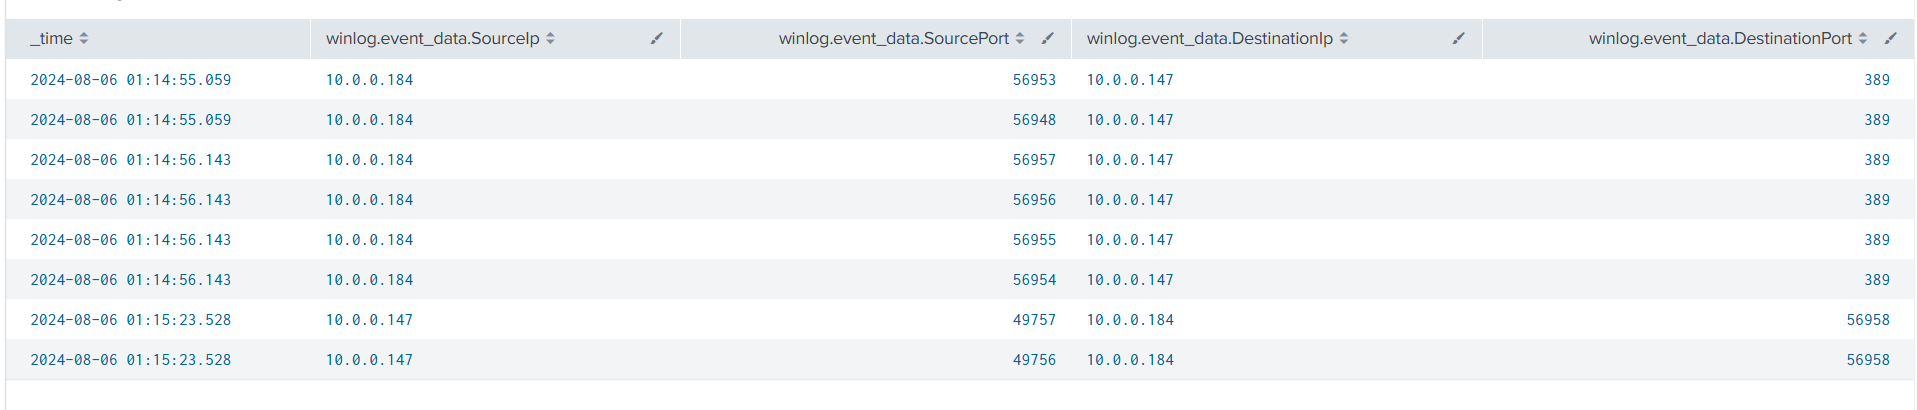 _time winlog.event_data.SourceIp winlog.event_data.SourcePort winlog.event_data.DestinationIp winlog.event_data.DestinationPort
2024-08-06 01:14:55.059 10.0.0.184 56953 10.0.0.147 389
2024-08-06 01:14:55.059 10.0.0.184 56948 10.0.0.147 389
2024-08-06 01:14:56.143 10.0.0.184 56957 10.0.0.147 389
2024-08-06 01:14:56.143 10.0.0.184 56956 10.0.0.147 389
2024-08-06 01:14:56.143 10.0.0.184 56955 10.0.0.147 389
2024-08-06 01:14:56.143 10.0.0.184 56954 10.0.0.147 389
2024-08-06 01:15:23.528 10.0.0.147 49757 10.0.0.184 56958
2024-08-06 01:15:23.528 10.0.0.147 49756 10.0.0.184 56958